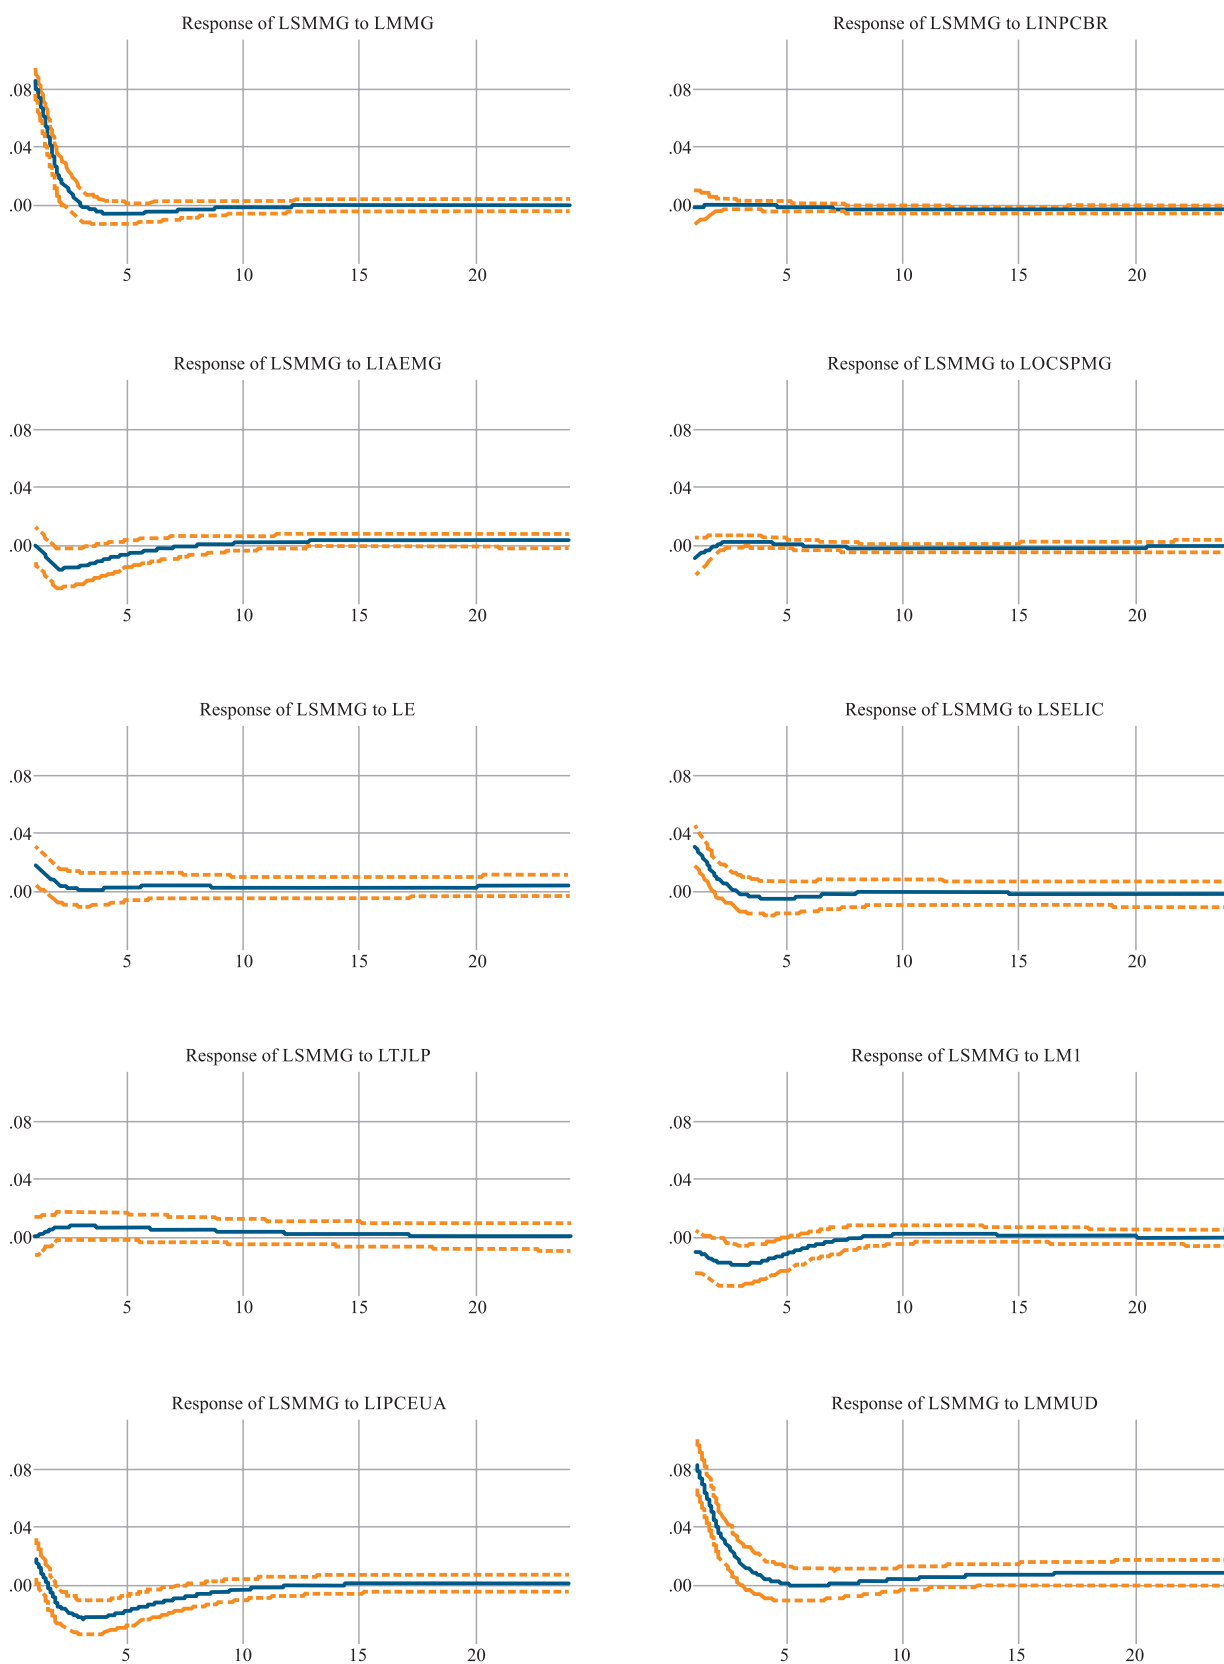 Response of LSMMG to LMMG
.08
.04
.00
5 10 15 20
Response of LSMMG to LINPCBR
.08
.04
.00
5 10 15 20
Response of LSMMG to LIAEMG
.08
.04
.00
5 10 15 20
Response of LSMMG to LOCSPMG
.08
.04
.00
5 10 15 20
Response of LSMMG to LE
.08
.04
.00
5 10 15 20
Response of LSMMG to LSELIC
.08
.04
.00
5 10 15 20
Response of LSMMG to LTJLP
.08
.04
.00
5 10 15 20
Response of LSMMG to LM1
.08
.04
.00
5 10 15 20
Response of LSMMG to LIPCEUA
.08
.04
.00
5 10 15 20
Response of LSMMG to LMMUD
.08
.04
.00
5 10 15 20